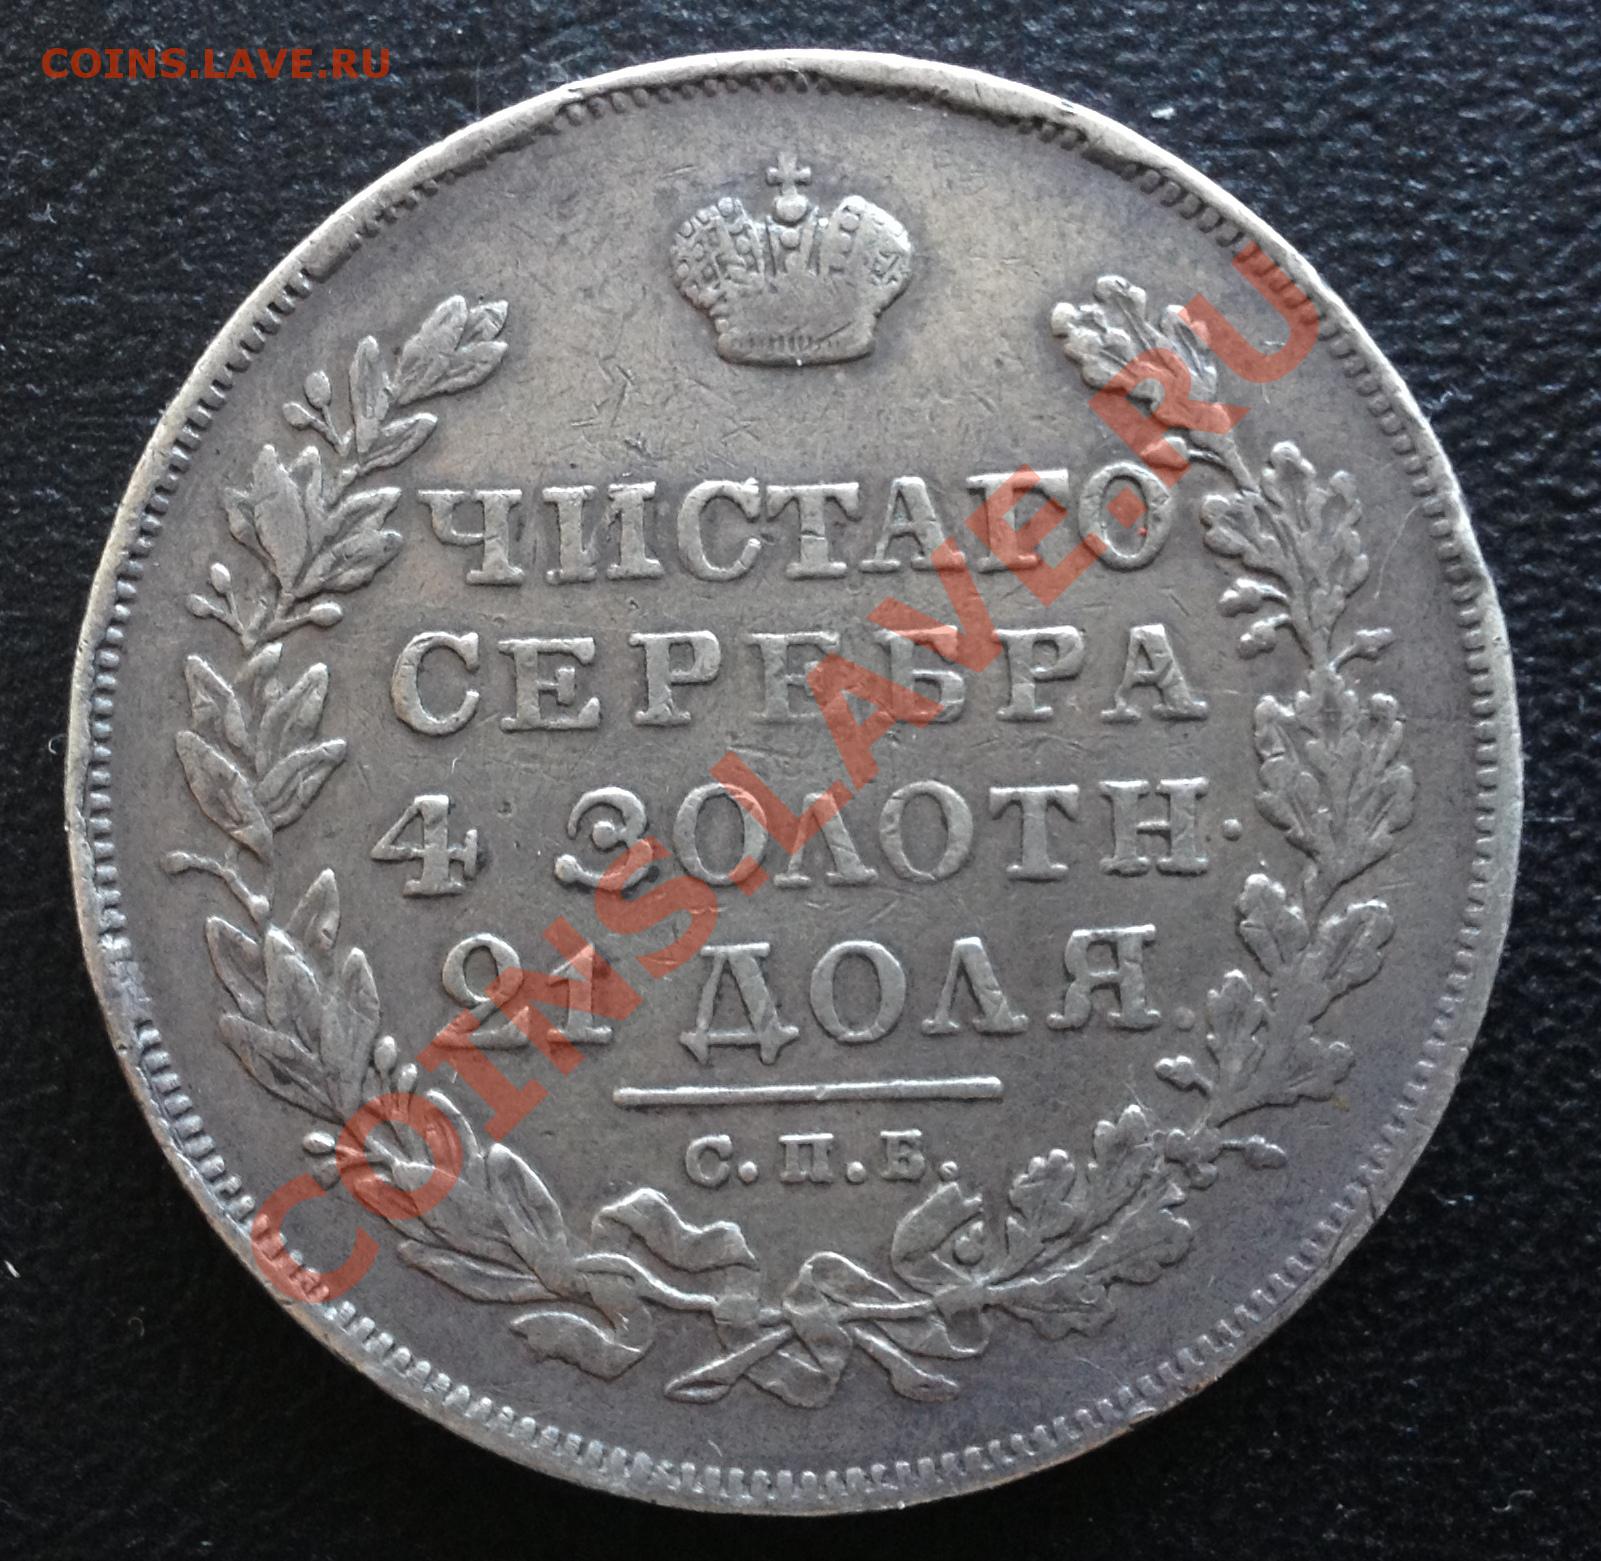 COINS.LAVE.RU
ЧИСТАГО
СЕРЕБРА
4 ЗОЛОТН.
21 ДОЛЯ.
С.П.Б.
COINS.LAVE.RU